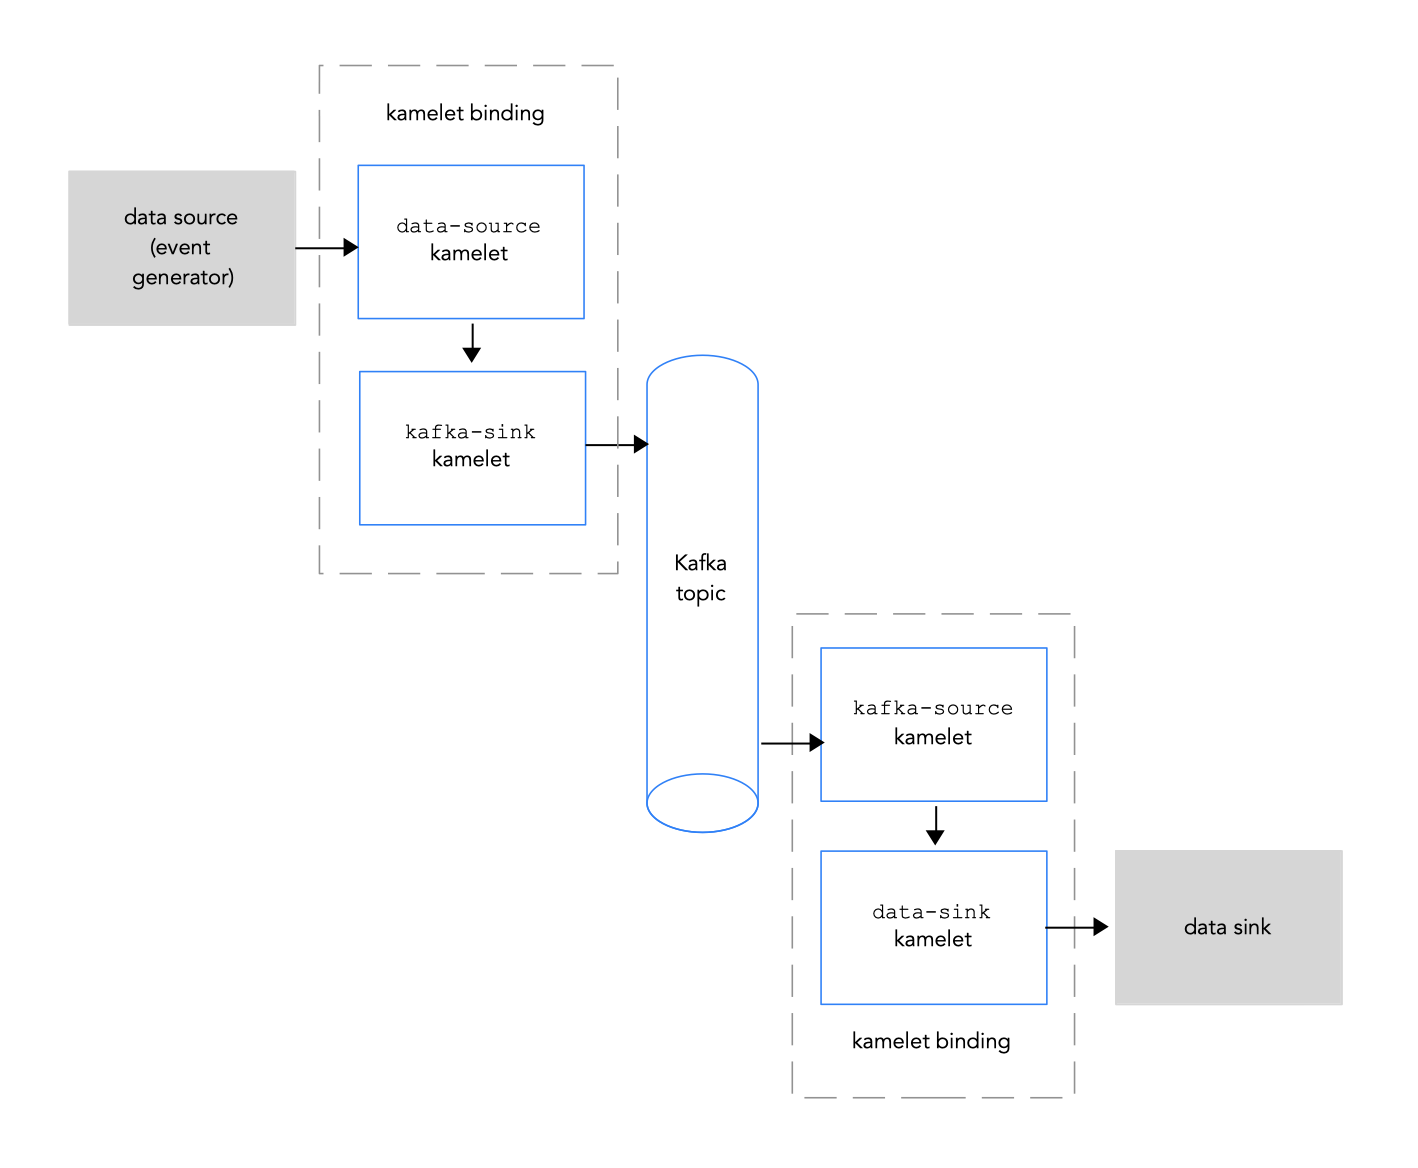 kamelet binding
data source
(event
generator)
data-source
kamelet
kafka-sink
kamelet
Kafka
topic
kafka-source
kamelet
data-sink
kamelet
data sink
kamelet binding